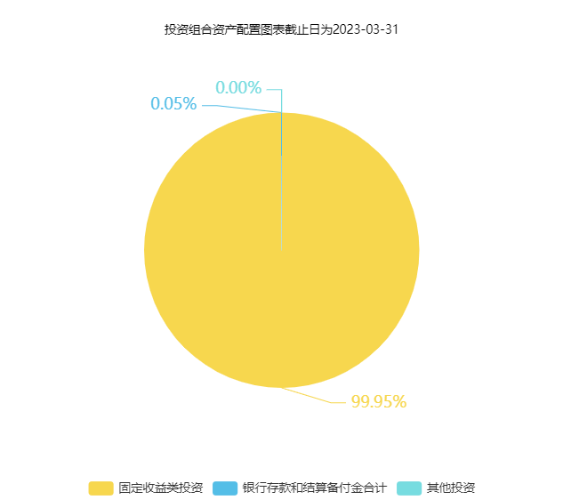 投资组合资产配置图表截止日为2023-03-31
0.00%
0.05%
99.95%
固定收益类投资 银行存款和结算备付金合计 其他投资